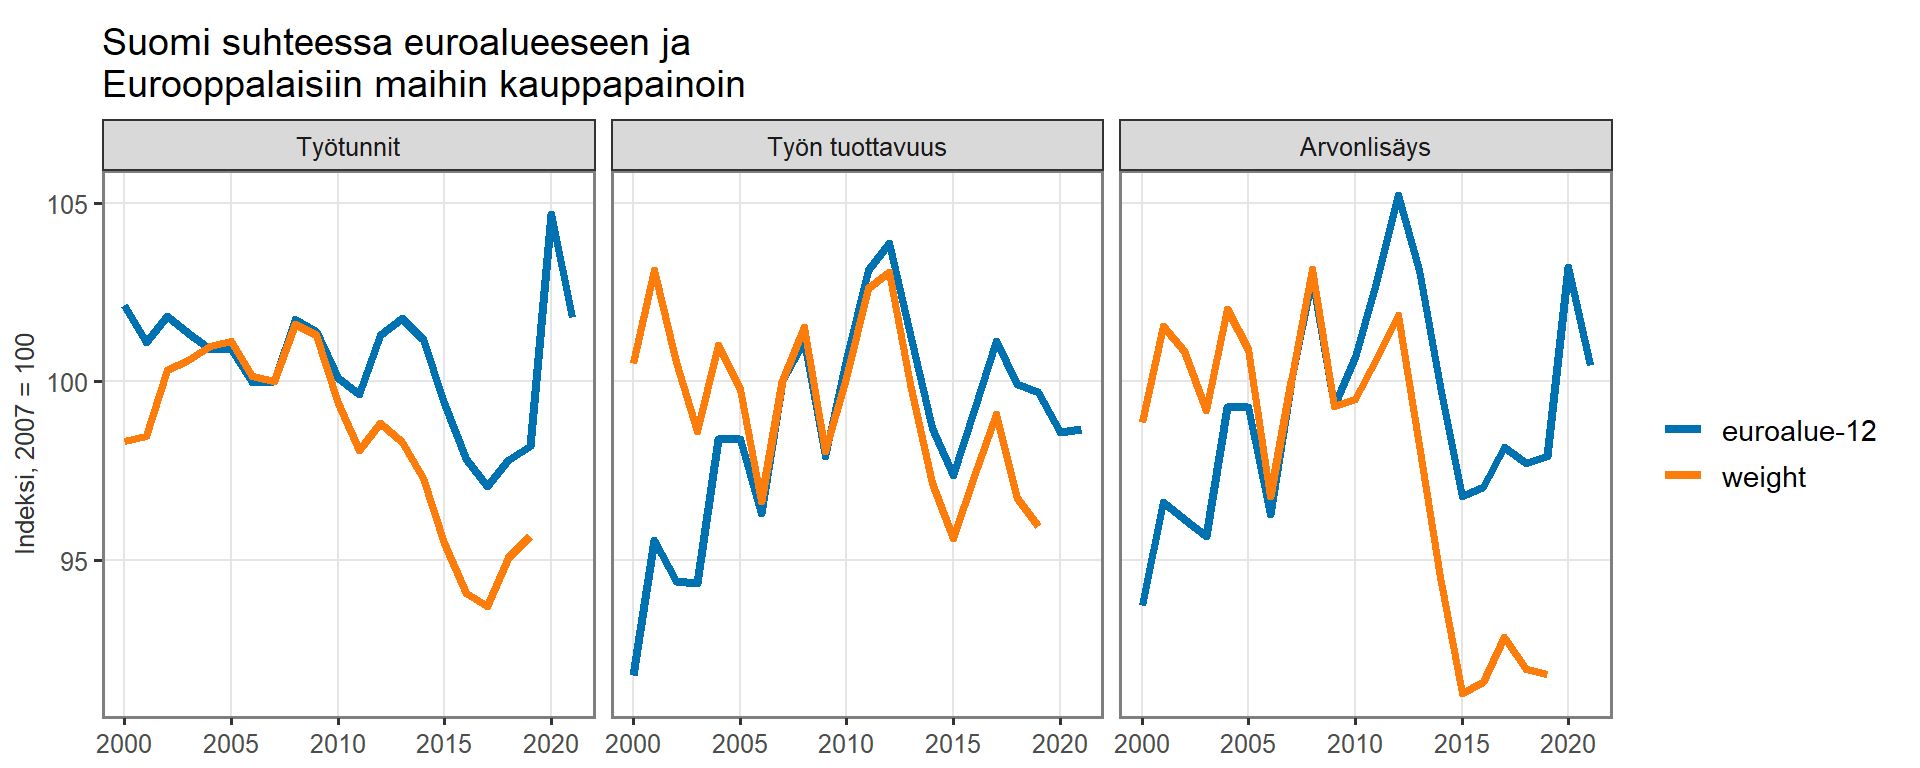 Suomi suhteessa euroalueeseen ja
Eurooppalaisiin maihin kauppapainoin
Työtunnit
Työn tuottavuus
Arvonlisäys
Indeksi, 2007 = 100
105
100
95
2000 2005 2010 2015 2020
2000 2005 2010 2015 2020
2000 2005 2010 2015 2020
euroalue-12
weight